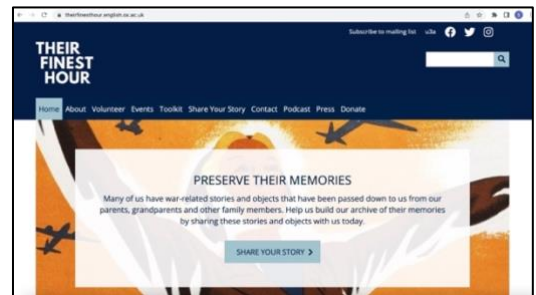 theirfinesthour.english.ox.ac.uk
Subscribe to mailing list u3a
THEIR
FINEST
HOUR
Home About Volunteer Events Toolkit Share Your Story Contact Podcast Press Donate
PRESERVE THEIR MEMORIES
Many of us have war-related stories and objects that have been passed down to us from our
parents, grandparents and other family members. Help us build our archive of their memories
by sharing these stories and objects with us today.
SHARE YOUR STORY